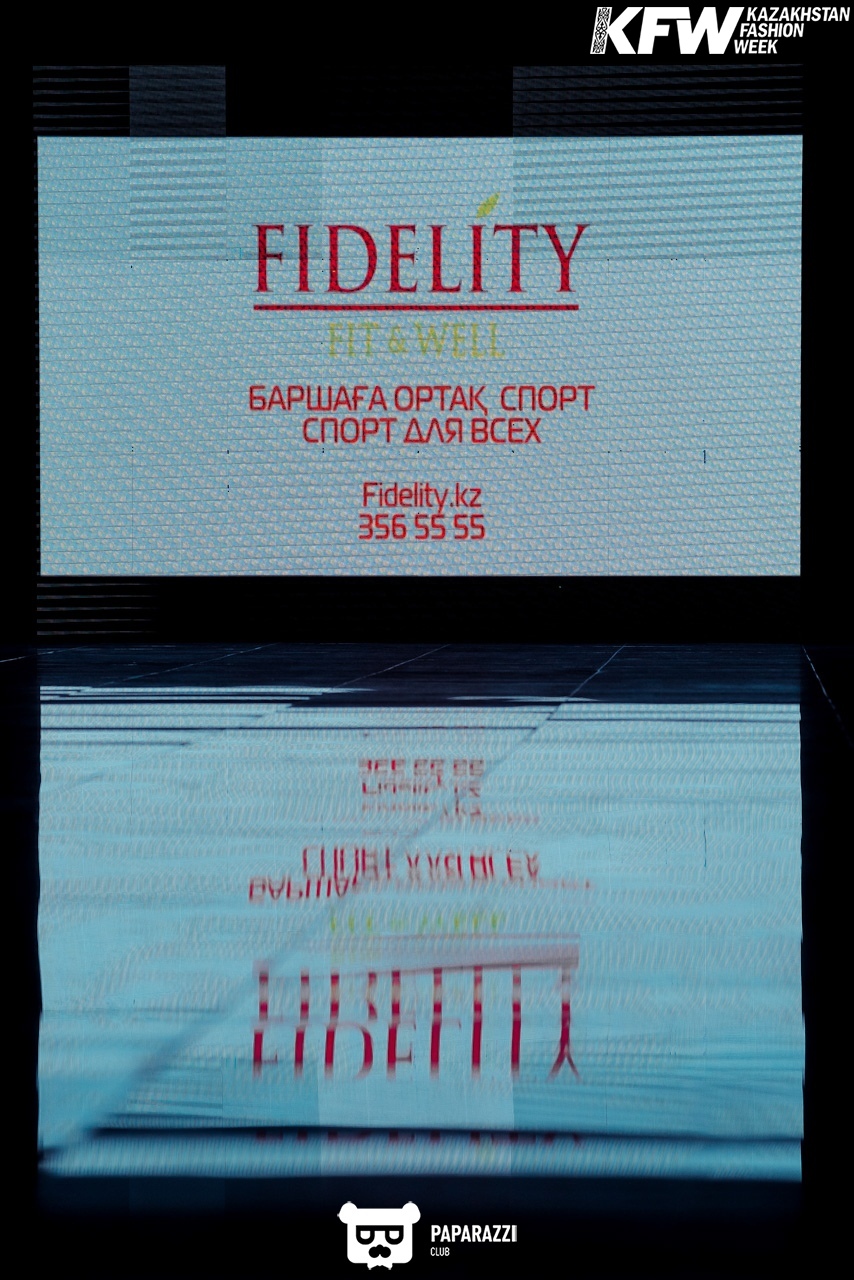 KFW KAZAKHSTAN
FASHION
WEEK
FIDELITY
FIT & WELL
БАРШАҒА ОРТАҚ СПОРТ
СПОРТ ДЛЯ ВСЕХ
Fidelity.kz
356 55 55
PAPARAZZI
CLUB